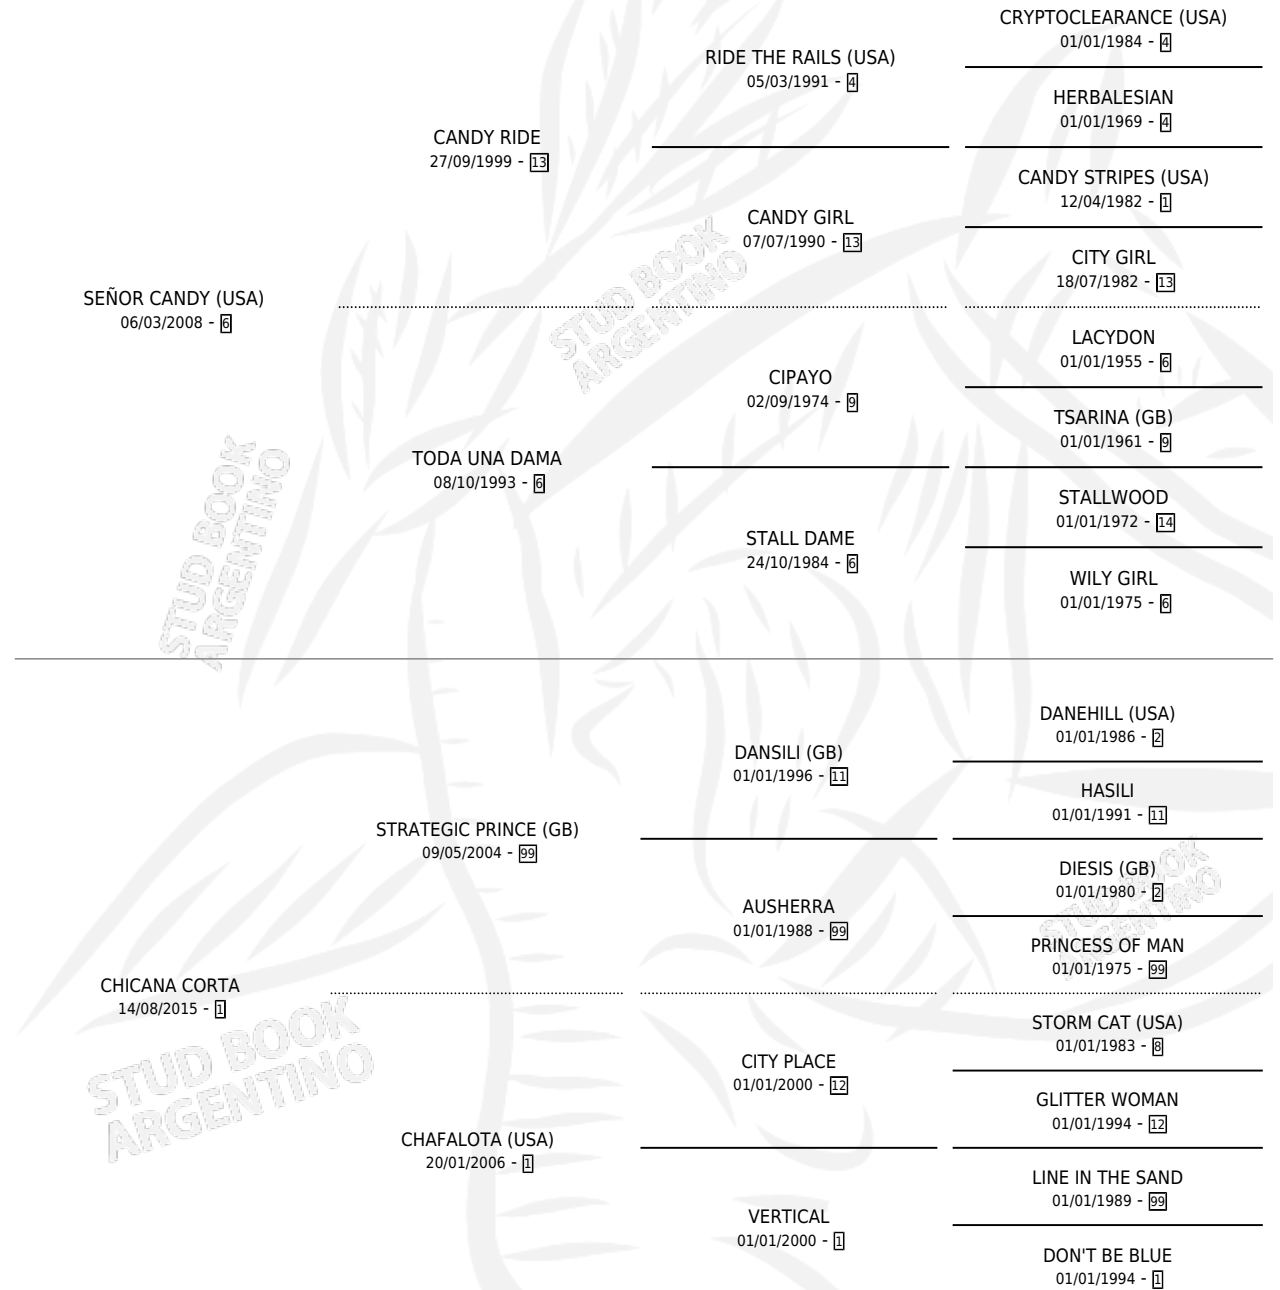 CRYPTOCLEARANCE (USA)
01/01/1984 - 4
RIDE THE RAILS (USA)
05/03/1991 - 4
HERBALESIAN
01/01/1969 - 4
CANDY RIDE
27/09/1999 - 13
CANDY STRIPES (USA)
12/04/1982 - 1
CANDY GIRL
07/07/1990 - 13
CITY GIRL
18/07/1982 - 13
SEÑOR CANDY (USA)
06/03/2008 - 6
STUD BOOK
ARGENTINO
LACYDON
01/01/1955 - 6
CIPAYO
02/09/1974 - 9
TSARINA (GB)
01/01/1961 - 9
TODA UNA DAMA
08/10/1993 - 6
STALLWOOD
01/01/1972 - 14
STALL DAME
24/10/1984 - 6
WILY GIRL
01/01/1975 - 6
STUD BOOK
ARGENTINO
DANEHILL (USA)
01/01/1986 - 2
DANSILI (GB)
01/01/1996 - 11
HASILI
01/01/1991 - 11
STRATEGIC PRINCE (GB)
09/05/2004 - 99
DIESIS (GB)
01/01/1980 - 2
STUD BOOK
ARGENTINO
AUSHERRA
01/01/1988 - 99
PRINCESS OF MAN
01/01/1975 - 99
CHICANA CORTA
14/08/2015 - 1
STUD BOOK
ARGENTINO
STORM CAT (USA)
01/01/1983 - 8
CITY PLACE
01/01/2000 - 12
GLITTER WOMAN
01/01/1994 - 12
CHAFALOTA (USA)
20/01/2006 - 1
LINE IN THE SAND
01/01/1989 - 99
VERTICAL
01/01/2000 - 1
DON'T BE BLUE
01/01/1994 - 1